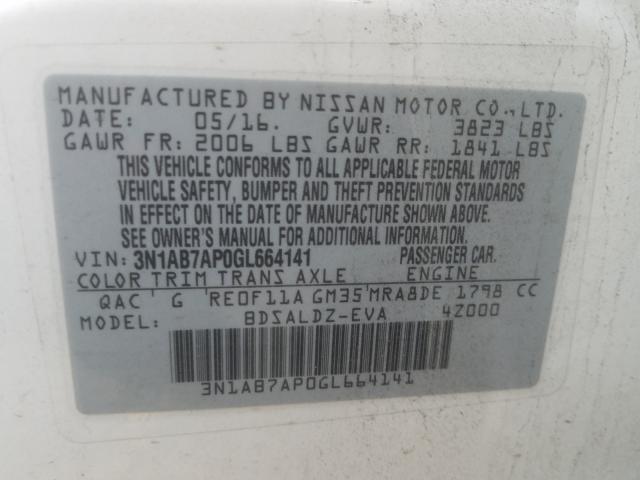 MANUFACTURED BY NISSAN MOTOR CO., LTD.
DATE: 05/16. GVWR: 3823 LBS
GAWR FR: 2006 LBS GAWR RR: 1841 LBS
THIS VEHICLE CONFORMS TO ALL APPLICABLE FEDERAL MOTOR
VEHICLE SAFETY, BUMPER AND THEFT PREVENTION STANDARDS
IN EFFECT ON THE DATE OF MANUFACTURE SHOWN ABOVE.
SEE OWNER'S MANUAL FOR ADDITIONAL INFORMATION.
VIN: 3N1AB7AP0GL664141 PASSENGER CAR.
COLOR TRIM TRANS AXLE ENGINE
QAC G RE0F11A GM35 MRA8DE 1798 CC
MODEL: BDSALDZ-EVA 4Z000
3N1AB7AP0GL664141